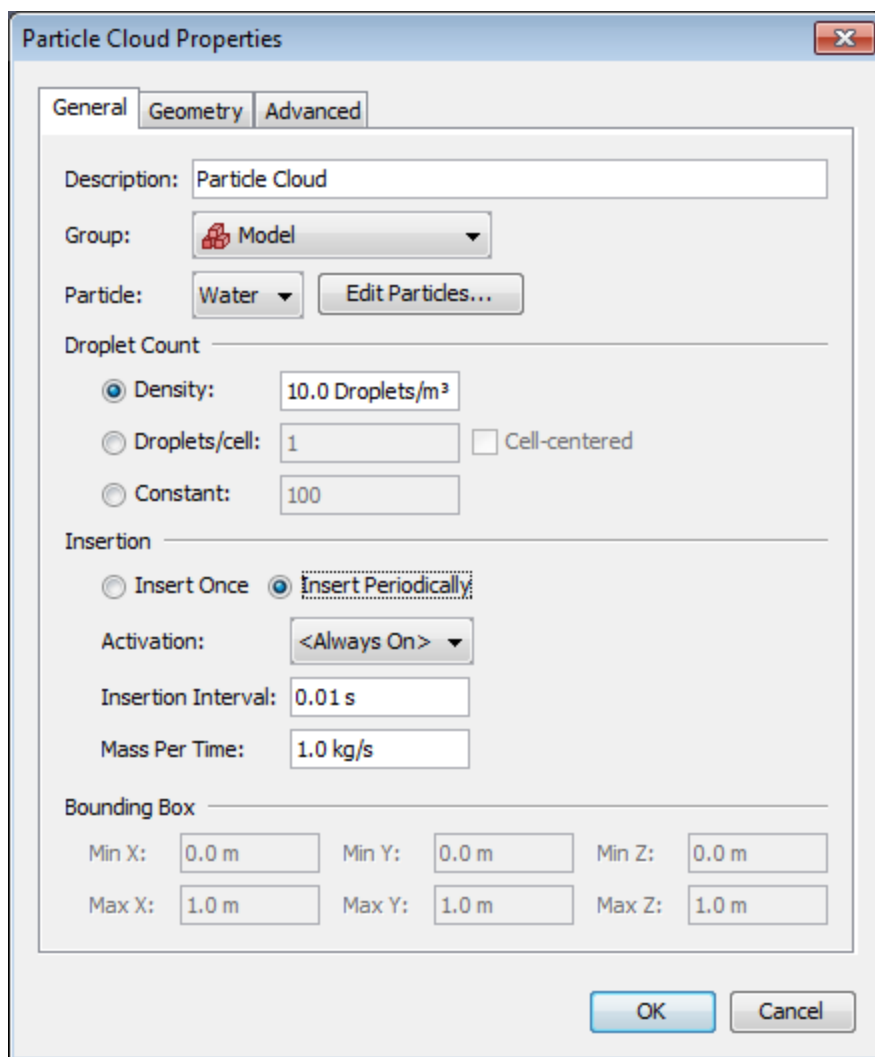 Particle Cloud Properties
General Geometry Advanced
Description: Particle Cloud
Group: Model
Particle: Water Edit Particles...
Droplet Count
Density: 10.0 Droplets/m³
Droplets/cell: 1 Cell-centered
Constant: 100
Insertion
Insert Once Insert Periodically
Activation: <Always On>
Insertion Interval: 0.01 s
Mass Per Time: 1.0 kg/s
Bounding Box
Min X: 0.0 m Min Y: 0.0 m Min Z: 0.0 m
Max X: 1.0 m Max Y: 1.0 m Max Z: 1.0 m
OK Cancel